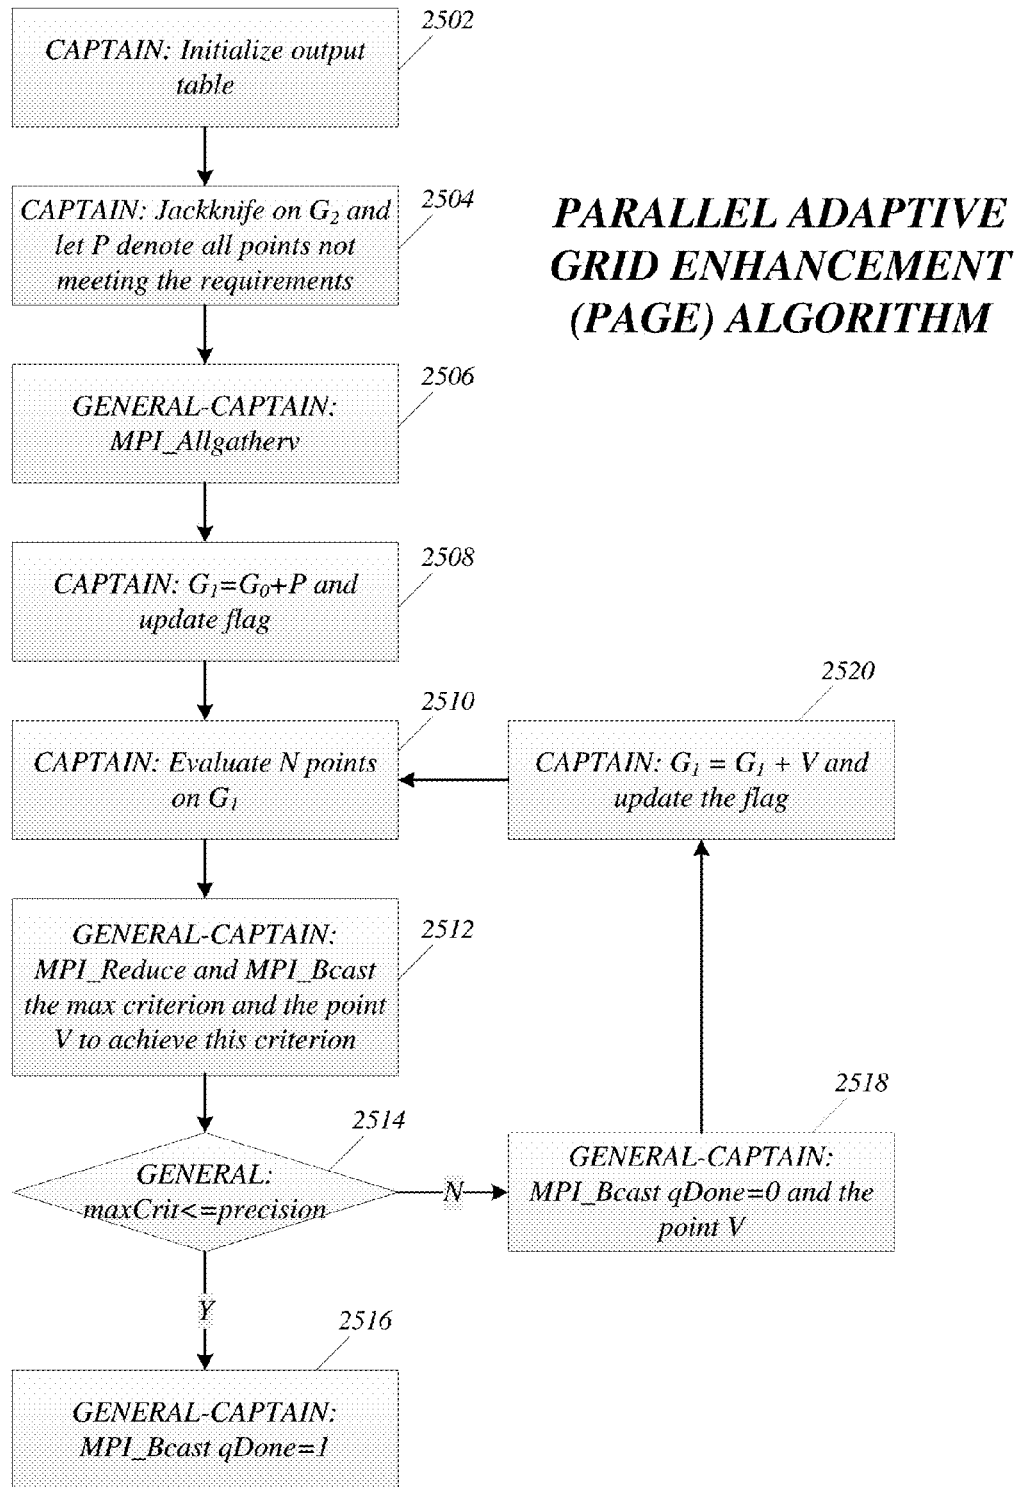 2502
CAPTAIN: Initialize output
table
2504
CAPTAIN: Jackknife on G₂ and
let P denote all points not
meeting the requirements
PARALLEL ADAPTIVE
GRID ENHANCEMENT
(PAGE) ALGORITHM
2506
GENERAL-CAPTAIN:
MPI_Allgatherv
2508
CAPTAIN: G₁=G₀+P and
update flag
2510
CAPTAIN: Evaluate N points
on G₁
2520
CAPTAIN: G₁ = G₁ + V and
update the flag
2512
GENERAL-CAPTAIN:
MPI_Reduce and MPI_Bcast
the max criterion and the point
V to achieve this criterion
2514
GENERAL:
maxCrit<=precision
N
2518
GENERAL-CAPTAIN:
MPI_Bcast qDone=0 and the
point V
Y
2516
GENERAL-CAPTAIN:
MPI_Bcast qDone=1